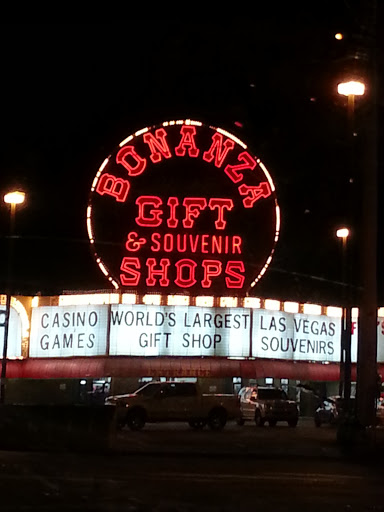 BONANZA
GIFT
& SOUVENIR
SHOPS
CASINO GAMES
WORLD'S LARGEST GIFT SHOP
LAS VEGAS SOUVENIRS